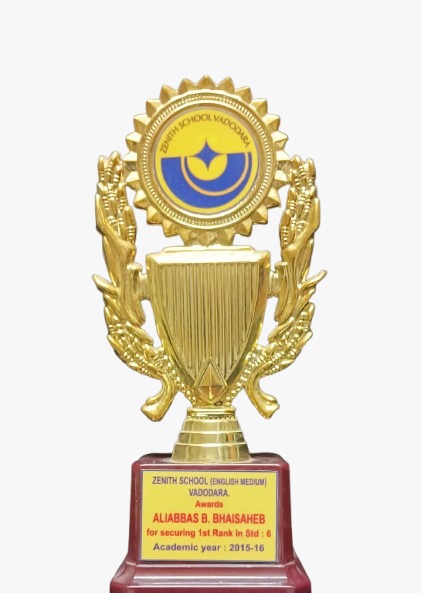 ZENITH SCHOOL VADODARA
ZENITH SCHOOL (ENGLISH MEDIUM)
VADODARA.
Awards
ALIABBAS B. BHAISAHEB
for securing 1st Rank in Std : 6
Academic year : 2015-16